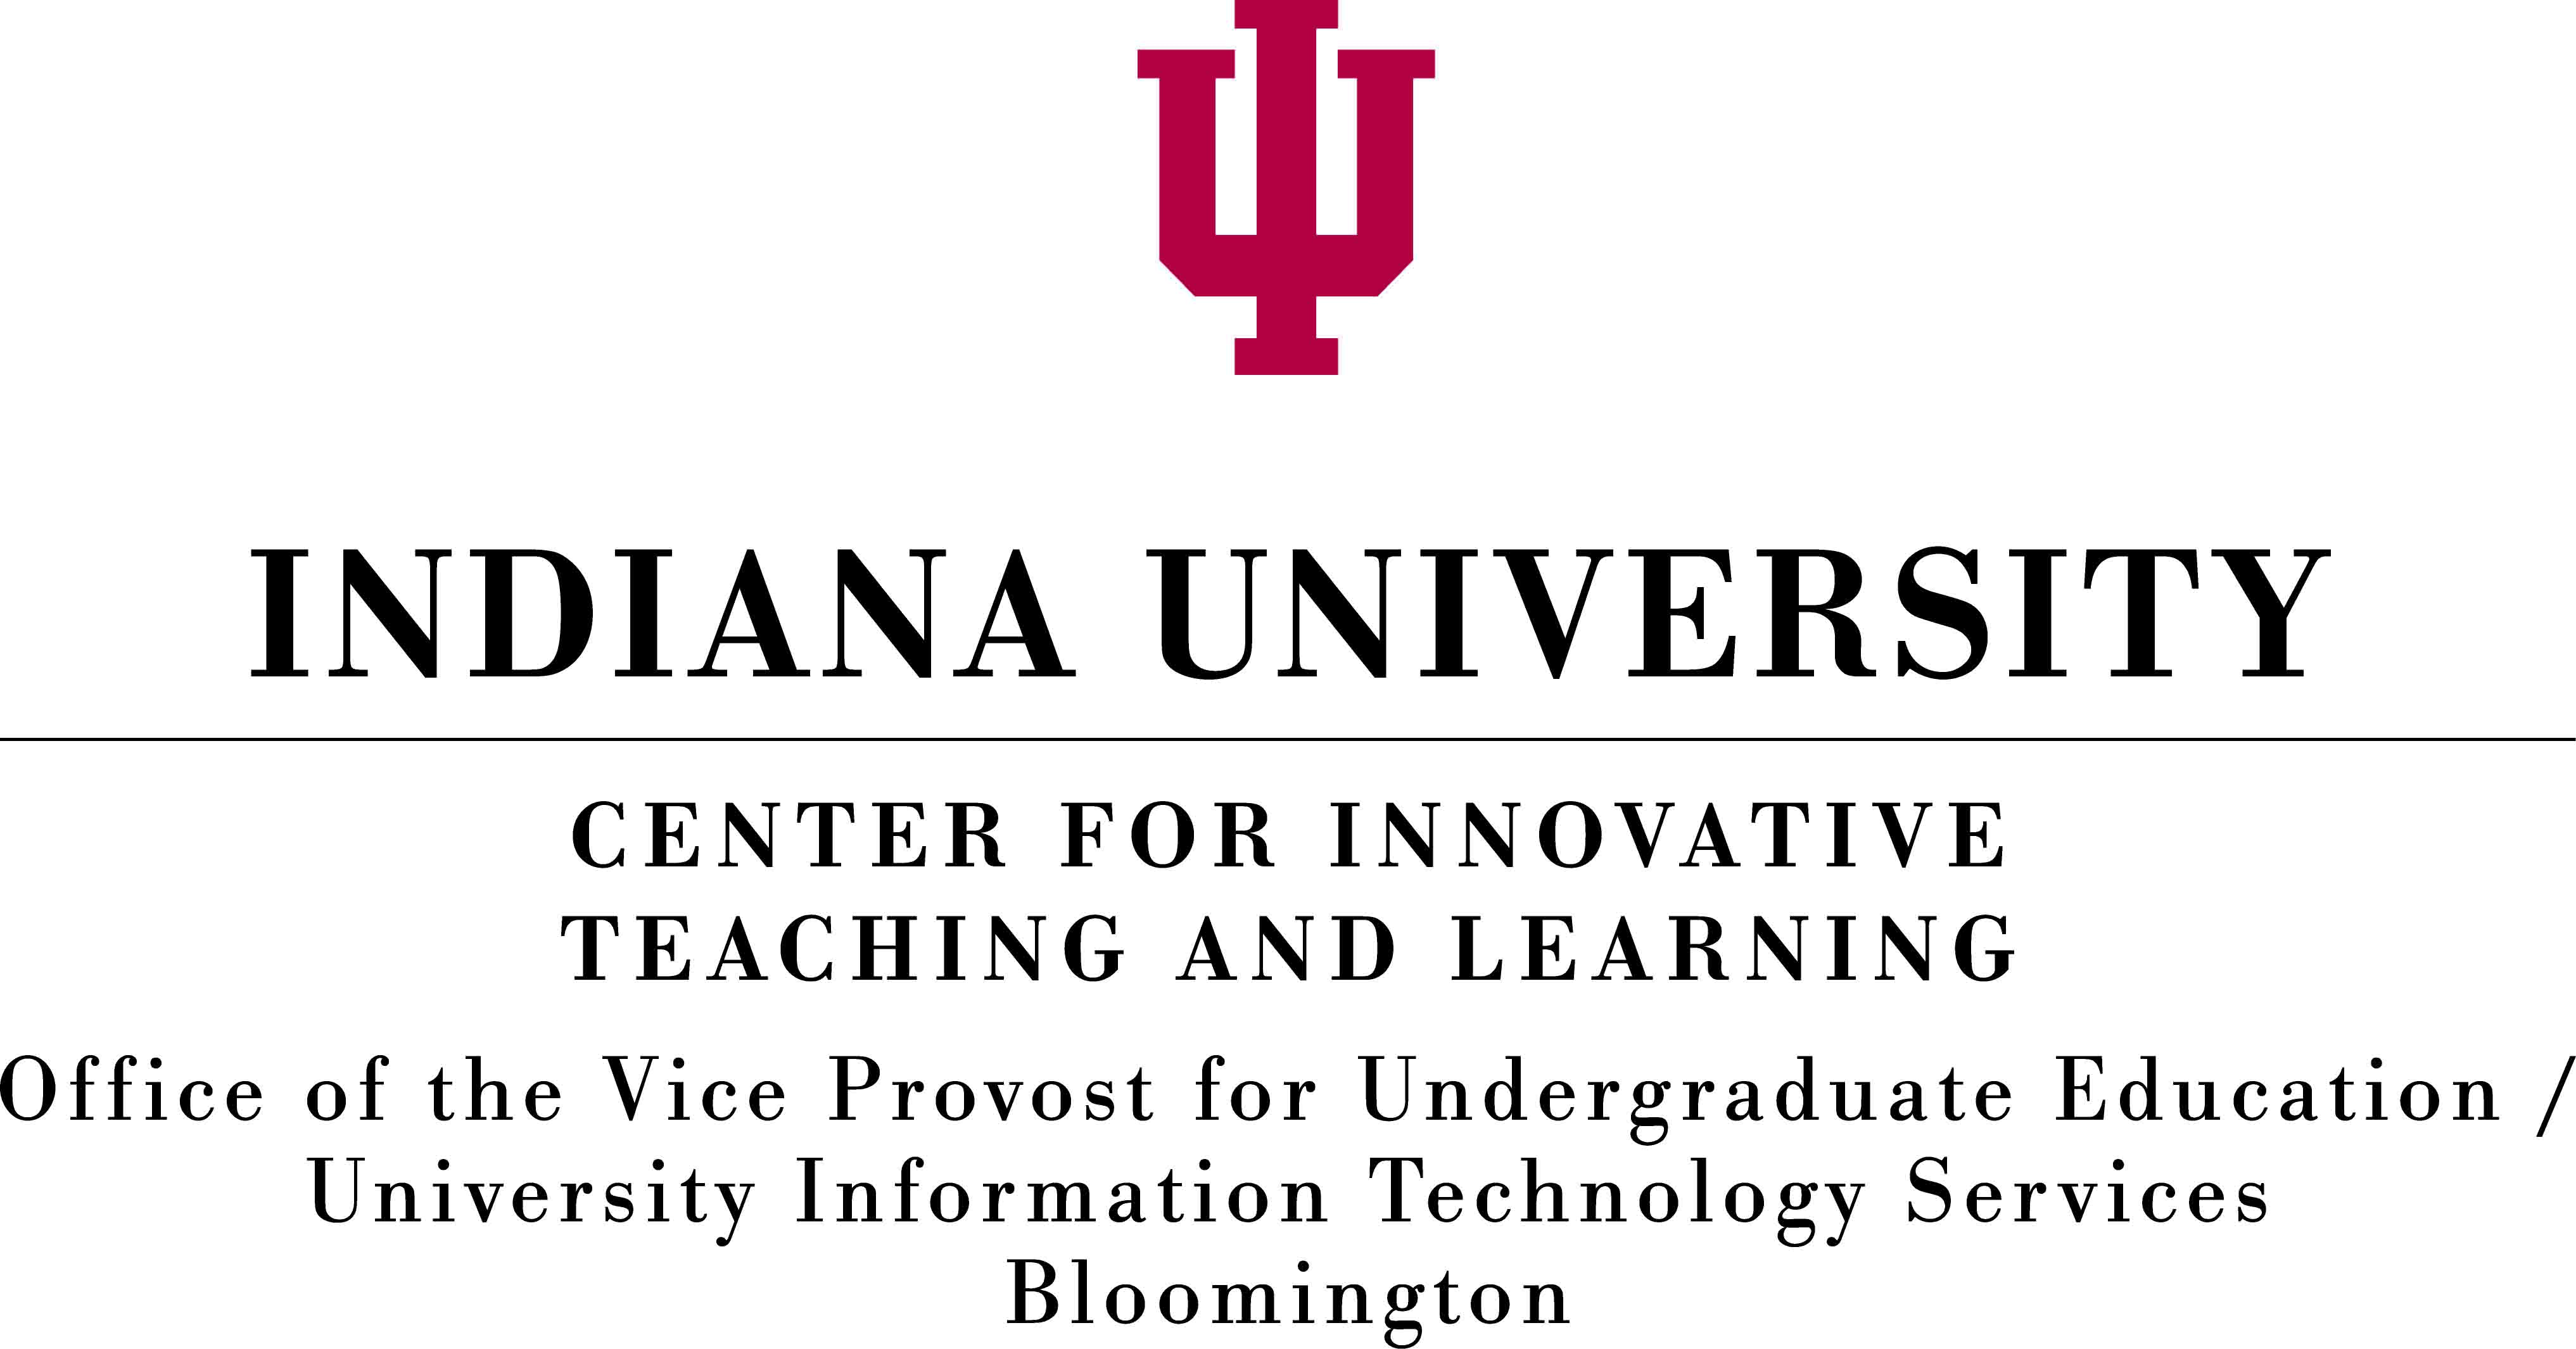 INDIANA UNIVERSITY
CENTER FOR INNOVATIVE
TEACHING AND LEARNING
Office of the Vice Provost for Undergraduate Education /
University Information Technology Services
Bloomington